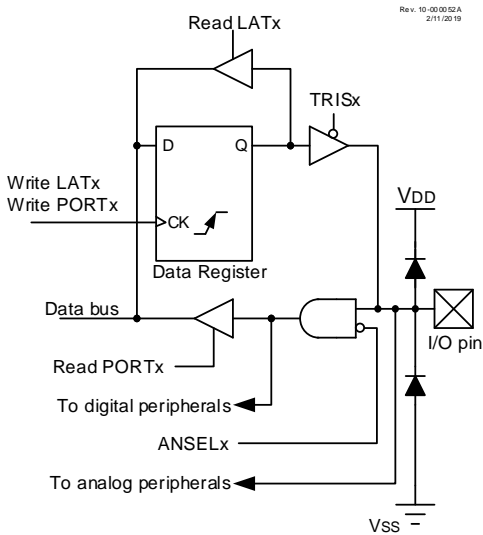 Rev. 10-000052A
2/11/2019
Read LATx
TRISx
D
Q
Write LATx
Write PORTx
CK
VDD
Data Register
Data bus
I/O pin
Read PORTx
To digital peripherals
ANSELx
To analog peripherals
VSS